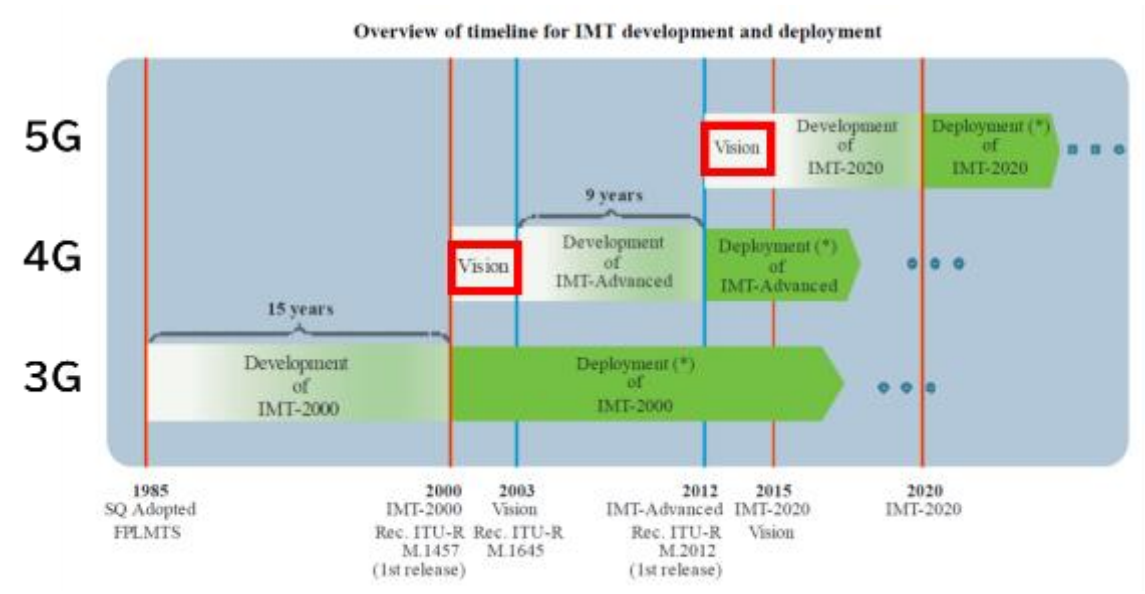 Overview of timeline for IMT development and deployment
5G
Vision
Development
of
IMT-2020
Deployment (*)
of
IMT-2020
9 years
4G
Vision
Development
of
IMT-Advanced
Deployment (*)
of
IMT-Advanced
15 years
3G
Development
of
IMT-2000
Deployment (*)
of
IMT-2000
1985
SQ Adopted
FPLMTS
2000
IMT-2000
Rec. ITU-R
M.1457
(1st release)
2003
Vision
Rec. ITU-R
M.1645
2012
IMT-Advanced
Rec. ITU-R
M.2012
(1st release)
2015
IMT-2020
Vision
2020
IMT-2020